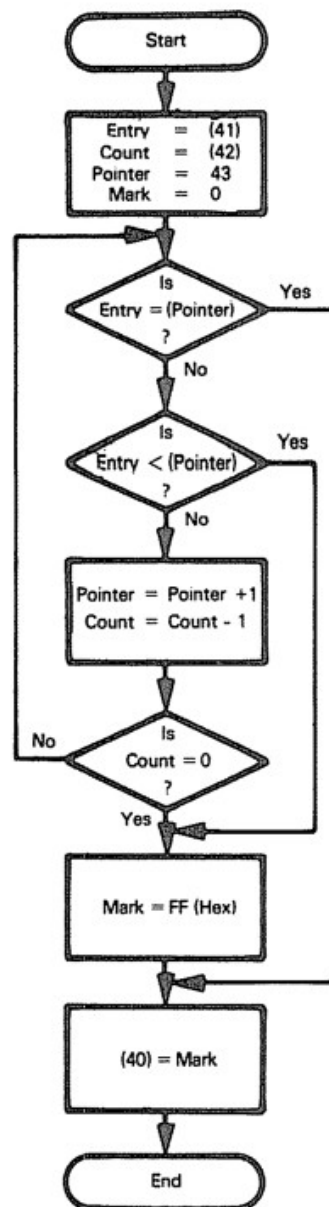 Start
Entry = (41)
Count = (42)
Pointer = 43
Mark = 0
Is
Entry = (Pointer)
?
Yes
No
Is
Entry < (Pointer)
?
Yes
No
Pointer = Pointer +1
Count = Count - 1
Is
Count = 0
?
No
Yes
Mark = FF (Hex)
(40) = Mark
End